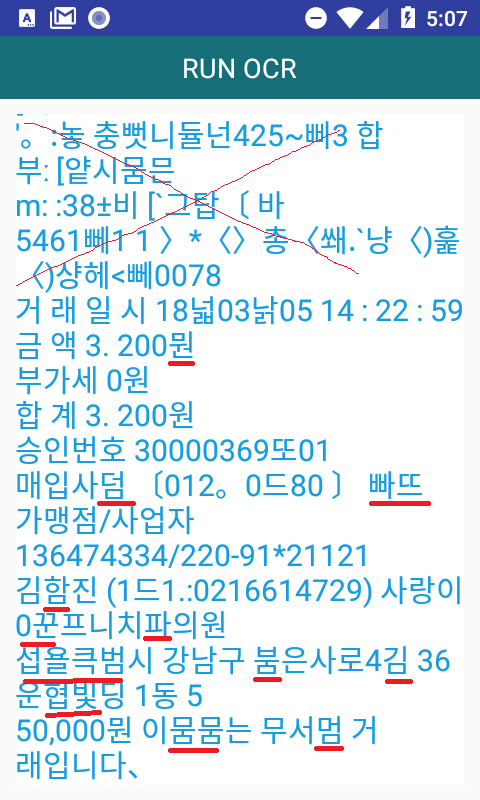 5:07
RUN OCR
'。:놓 충뻣니듈넌425~삐3 합
부: [얕시뭄믄
m: :38±비 [`그탑〔 바
5461뻬1 1 〉*〈〉총〈쐐.`냥〈)훑
〈)샹헤<뻬0078
거 래 일 시 18넓03낡05 14 : 22 : 59
금 액 3. 200뭔
부가세 0원
합 계 3. 200원
승인번호 30000369또01
매입사덤 〔012。0드80 〕 빠뜨
가맹점/사업자
136474334/220-91*21121
김함진 (1드1.:0216614729) 사랑이
0꾼프니치파의원
섭욜큭범시 강남구 붐은사로4김 36
운협빛딩 1동 5
50,000뭔 이뭄뭄는 무서멈 거
래입니다、